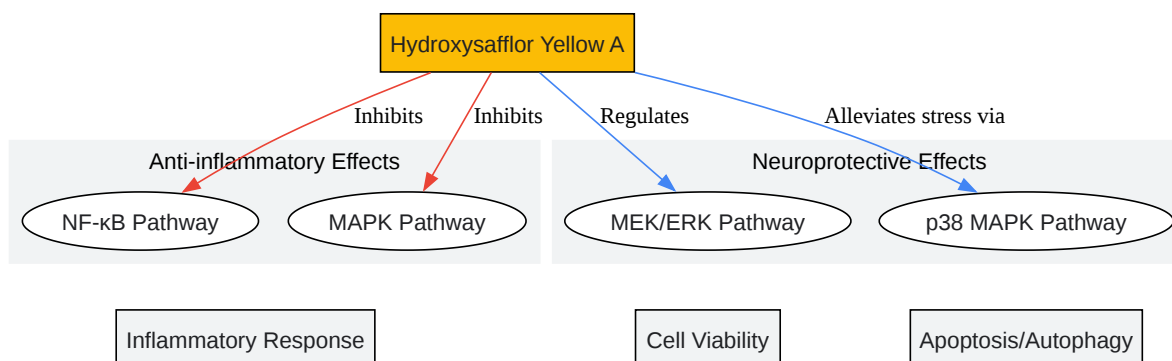 Hydroxysafflor Yellow A
Inhibits
Inhibits
Regulates
Alleviates stress via
Anti-inflammatory Effects
Neuroprotective Effects
NF-κB Pathway
MAPK Pathway
MEK/ERK Pathway
p38 MAPK Pathway
Inflammatory Response
Cell Viability
Apoptosis/Autophagy